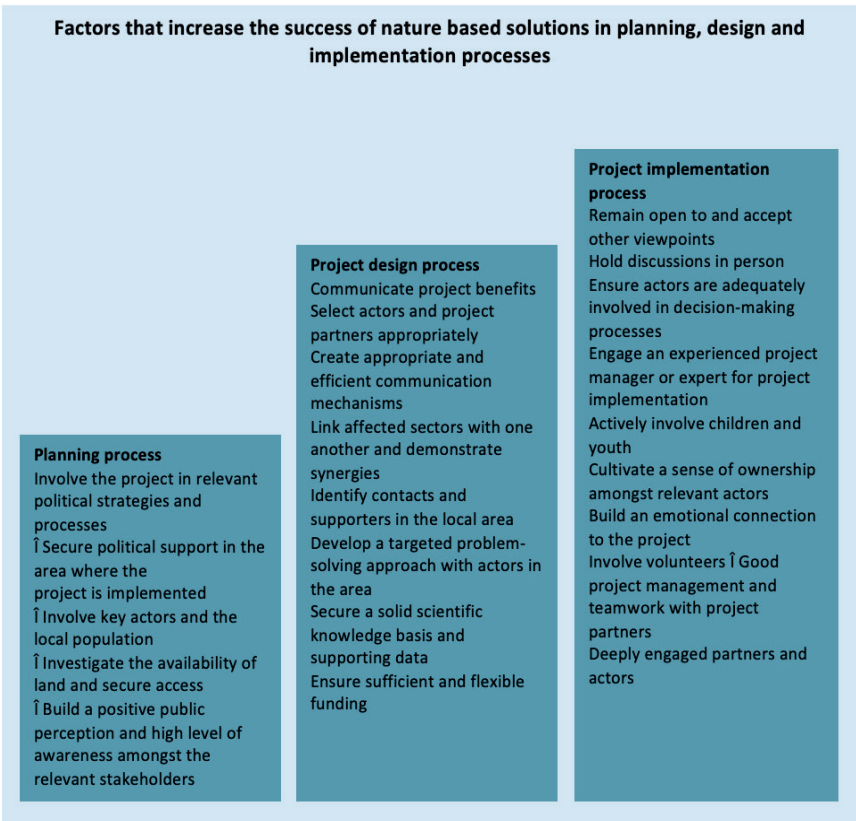 Factors that increase the success of nature based solutions in planning, design and
implementation processes
Planning process
Involve the project in relevant
political strategies and
processes
Î Secure political support in the
area where the
project is implemented
Î Involve key actors and the
local population
Î Investigate the availability of
land and secure access
Î Build a positive public
perception and high level of
awareness amongst the
relevant stakeholders
Project design process
Communicate project benefits
Select actors and project
partners appropriately
Create appropriate and
efficient communication
mechanisms
Link affected sectors with one
another and demonstrate
synergies
Identify contacts and
supporters in the local area
Develop a targeted problem-
solving approach with actors in
the area
Secure a solid scientific
knowledge basis and
supporting data
Ensure sufficient and flexible
funding
Project implementation
process
Remain open to and accept
other viewpoints
Hold discussions in person
Ensure actors are adequately
involved in decision-making
processes
Engage an experienced project
manager or expert for project
implementation
Actively involve children and
youth
Cultivate a sense of ownership
amongst relevant actors
Build an emotional connection
to the project
Involve volunteers Î Good
project management and
teamwork with project
partners
Deeply engaged partners and
actors